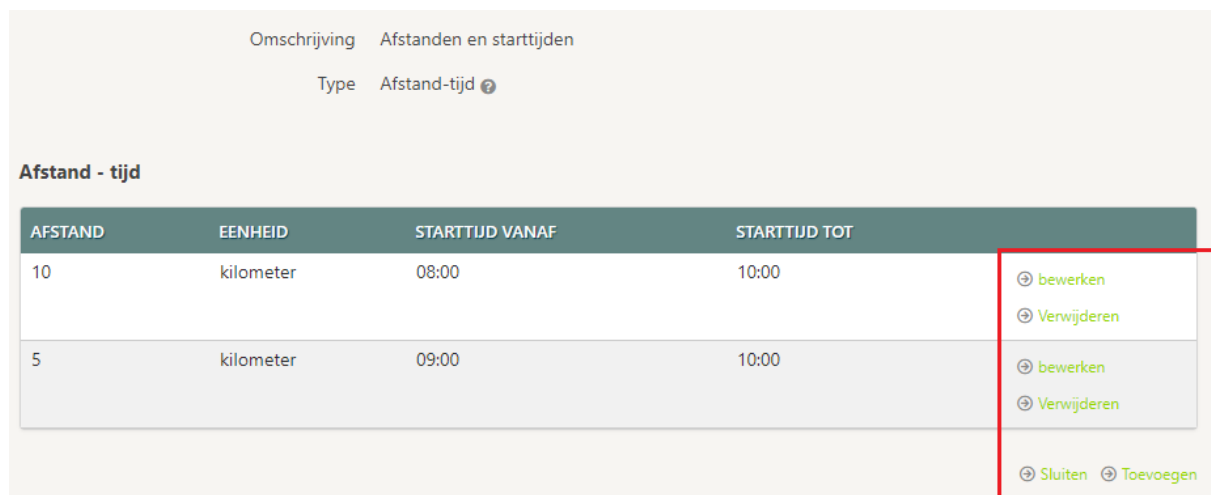 Omschrijving Afstanden en starttijden
Type Afstand-tijd ?
Afstand - tijd
AFSTAND EENHEID STARTTIJD VANAF STARTTIJD TOT
10 kilometer 08:00 10:00
bewerken
Verwijderen
5 kilometer 09:00 10:00
bewerken
Verwijderen
Sluiten Toevoegen